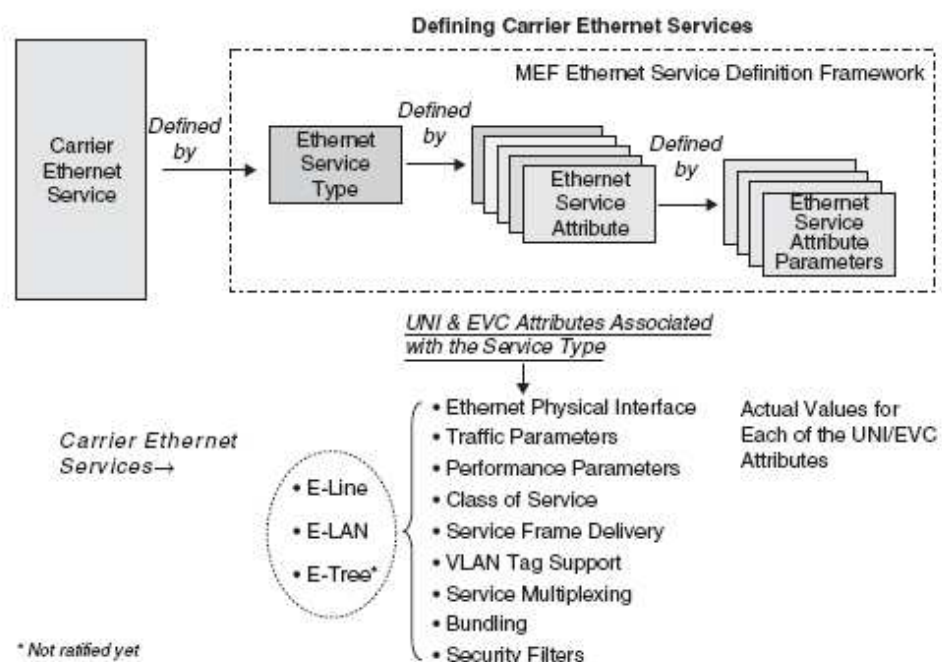 Defining Carrier Ethernet Services
MEF Ethernet Service Definition Framework
Carrier
Ethernet
Service
Defined
by
Ethernet
Service
Type
Defined
by
Ethernet
Service
Attribute
Defined
by
Ethernet
Service
Attribute
Parameters
UNI & EVC Attributes Associated
with the Service Type
Carrier Ethernet
Services→
• E-Line
• E-LAN
• E-Tree*
• Ethernet Physical Interface
• Traffic Parameters
• Performance Parameters
• Class of Service
• Service Frame Delivery
• VLAN Tag Support
• Service Multiplexing
• Bundling
• Security Filters
Actual Values for
Each of the UNI/EVC
Attributes
* Not ratified yet